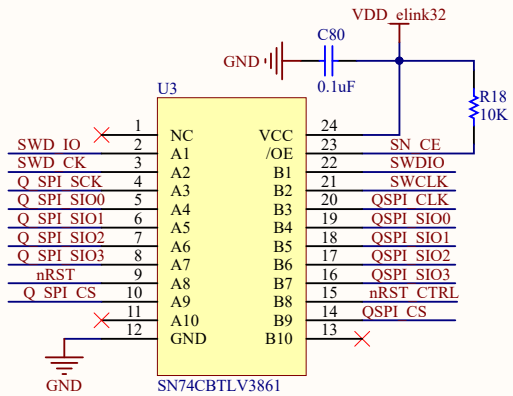 VDD_elink32
C80
GND
0.1uF
R18
10K
U3
1 NC VCC 24
SWD_IO 2 A1 /OE 23 SN_CE
SWD_CK 3 A2 B1 22 SWDIO
Q_SPI_SCK 4 A3 B2 21 SWCLK
Q_SPI_SIO0 5 A4 B3 20 QSPI_CLK
Q_SPI_SIO1 6 A5 B4 19 QSPI_SIO0
Q_SPI_SIO2 7 A6 B5 18 QSPI_SIO1
Q_SPI_SIO3 8 A7 B6 17 QSPI_SIO2
nRST 9 A8 B7 16 QSPI_SIO3
Q_SPI_CS 10 A9 B8 15 nRST_CTRL
11 A10 B9 14 QSPI_CS
12 GND B10 13
GND
SN74CBTLV3861